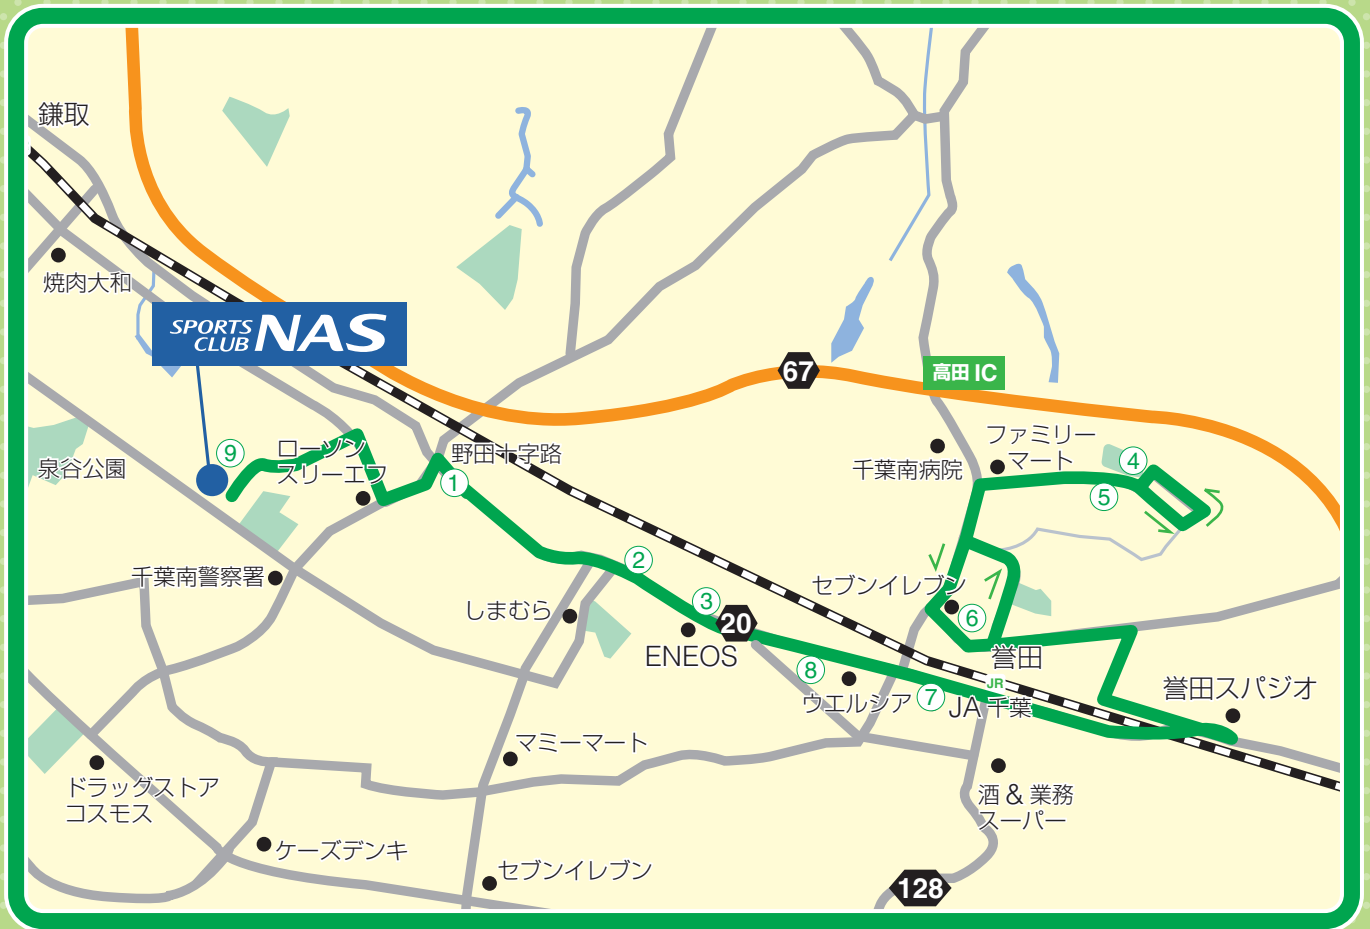 鎌取
焼肉大和
SPORTS
CLUB NAS
67
高田 IC
⑨
ローソン
スリーエフ
野田十字路
①
泉谷公園
千葉南病院
ファミリー
マート
④
⑤
千葉南警察署
②
しまむら
③
20
ENEOS
セブンイレブン
⑥
誉田
JR
⑧
ウエルシア
⑦
JA 千葉
誉田スパジオ
マミーマート
ドラッグストア
コスモス
酒 & 業務
スーパー
ケーズデンキ
セブンイレブン
128